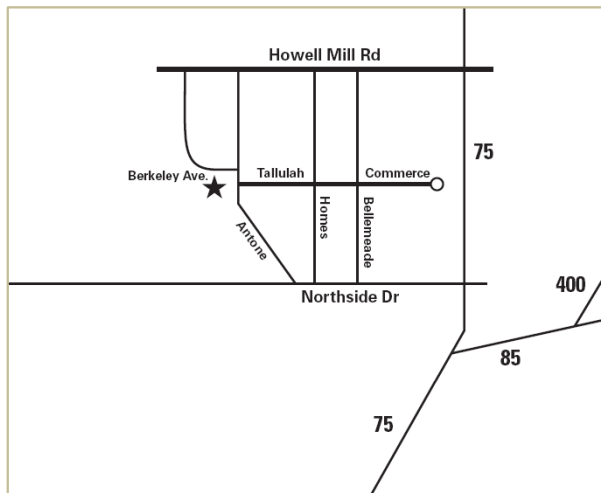 Howell Mill Rd
75
Berkeley Ave.
Tallulah
Commerce
Antone
Homes
Bellemeade
Northside Dr
400
85
75